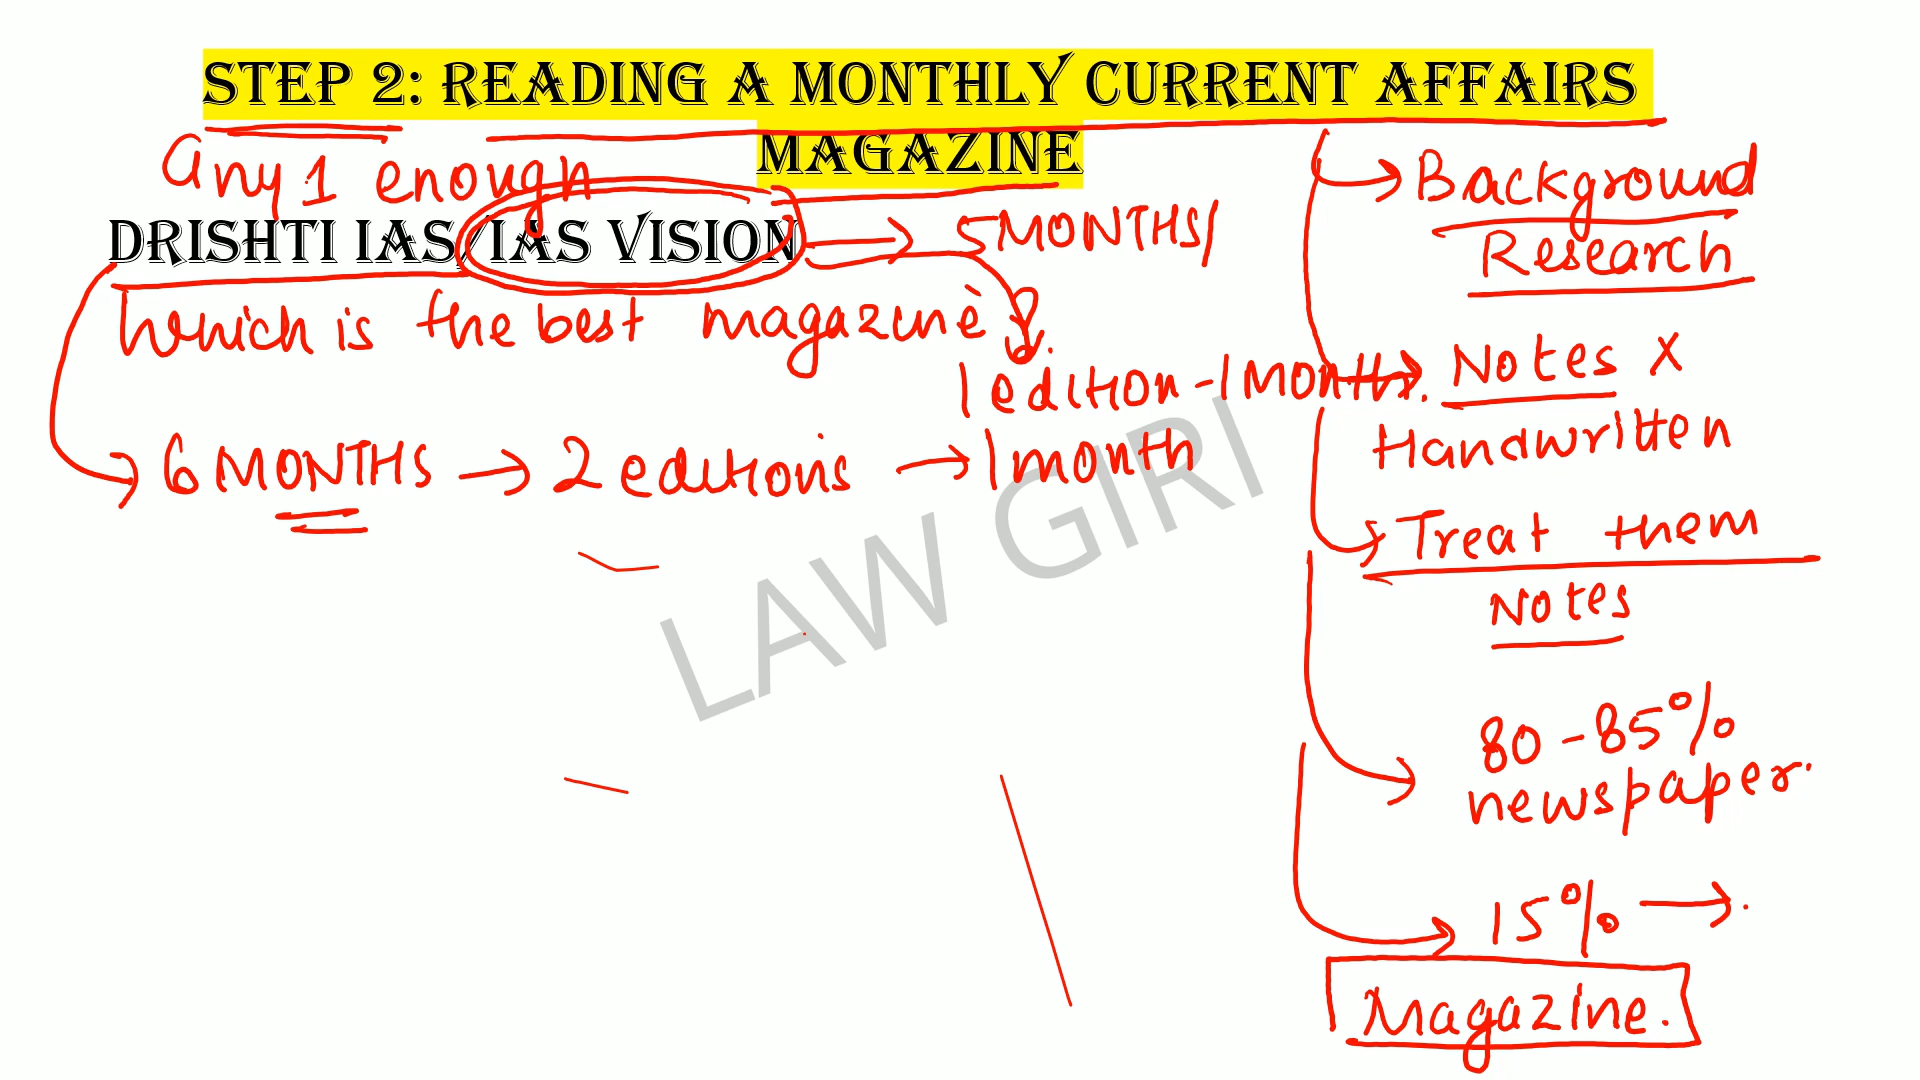 STEP 2: READING A MONTHLY CURRENT AFFAIRS
MAGAZINE
any 1 enough
DRISHTI IAS/IAS VISION
5 MONTHS/
which is the best magazine?
1 edition - 1 Month.
6 MONTHS → 2 editions → 1 month
Background
Research
Notes X
Handwritten
Treat them
Notes
80-85%
newspaper.
15% →.
Magazine.
LAW GIRI